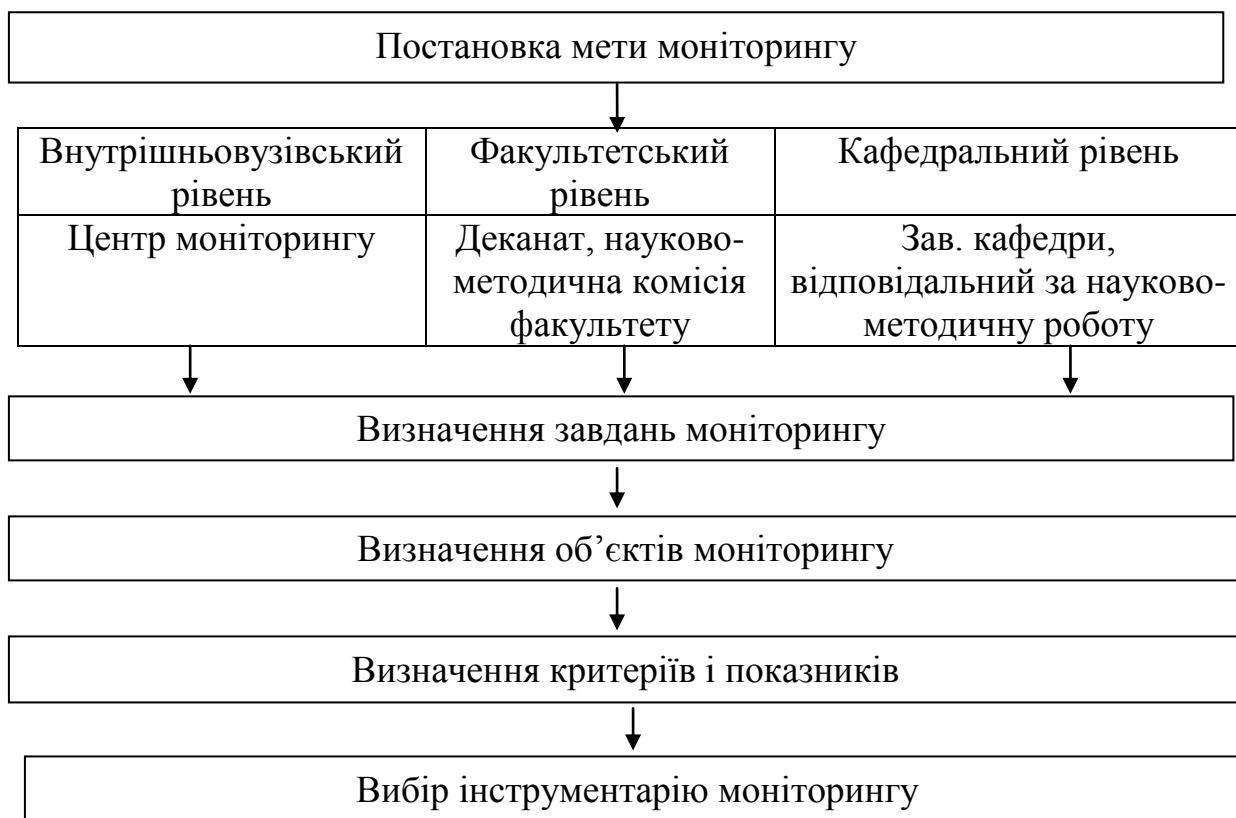 Постановка мети моніторингу
Внутрішньовузівський
рівень
Факультетський
рівень
Кафедральний рівень
Центр моніторингу
Деканат, науково-
методична комісія
факультету
Зав. кафедри,
відповідальний за науково-
методичну роботу
Визначення завдань моніторингу
Визначення об’єктів моніторингу
Визначення критеріїв і показників
Вибір інструментарію моніторингу